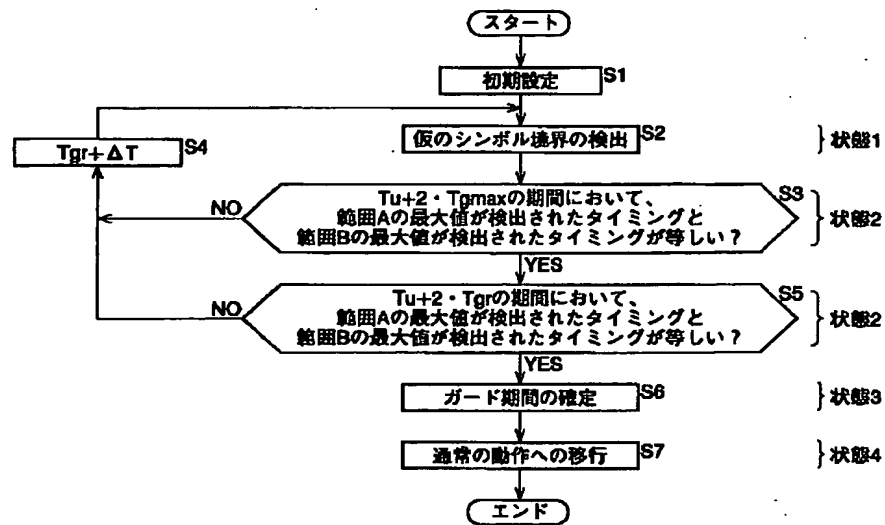 スタート
初期設定 S1
仮のシンボル境界の検出 S2 }状態1
Tgr+ΔT S4
Tu+2・Tgmaxの期間において、 S3
範囲Aの最大値が検出されたタイミングと
範囲Bの最大値が検出されたタイミングが等しい？ }状態2
NO
YES
Tu+2・Tgrの期間において、 S5
範囲Aの最大値が検出されたタイミングと
範囲Bの最大値が検出されたタイミングが等しい？ }状態2
NO
YES
ガード期間の確定 S6 }状態3
通常の動作への移行 S7 }状態4
エンド